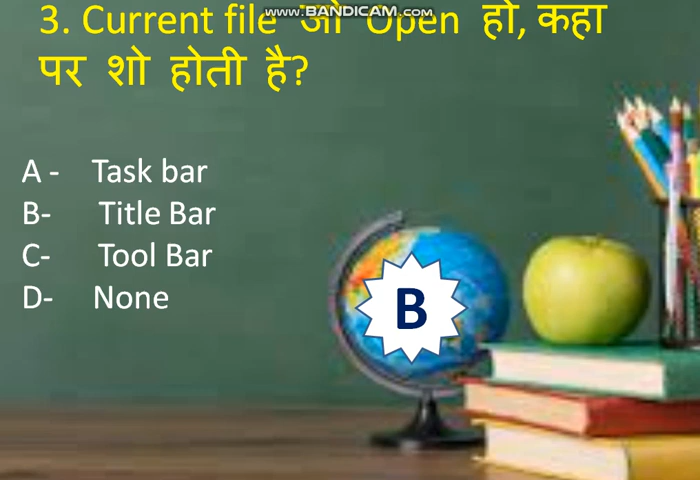 www.BANDICAM.com
3. Current file जो Open हो, कहा
पर शो होती है?
A - Task bar
B- Title Bar
C- Tool Bar
D- None
B